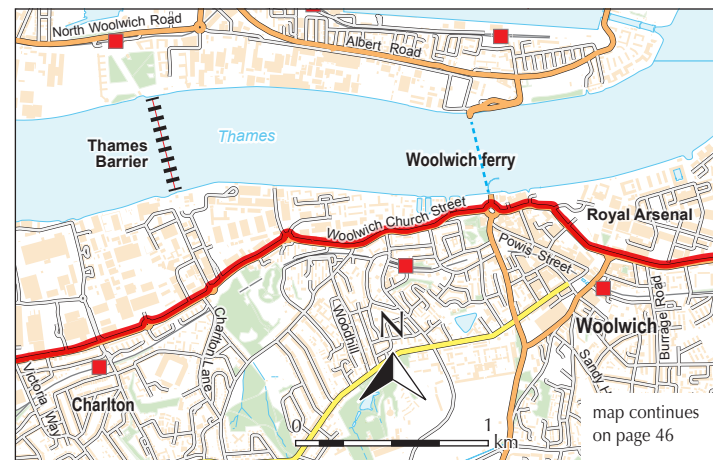 North Woolwich Road
Albert Road
Thames
Barrier
Thames
Woolwich ferry
Woolwich Church Street
Royal Arsenal
Powis Street
Woodhill
Charlton Lane
Victoria Way
Charlton
Woolwich
Burrage Road
Sandy H
N
0
1
km
map continues
on page 46